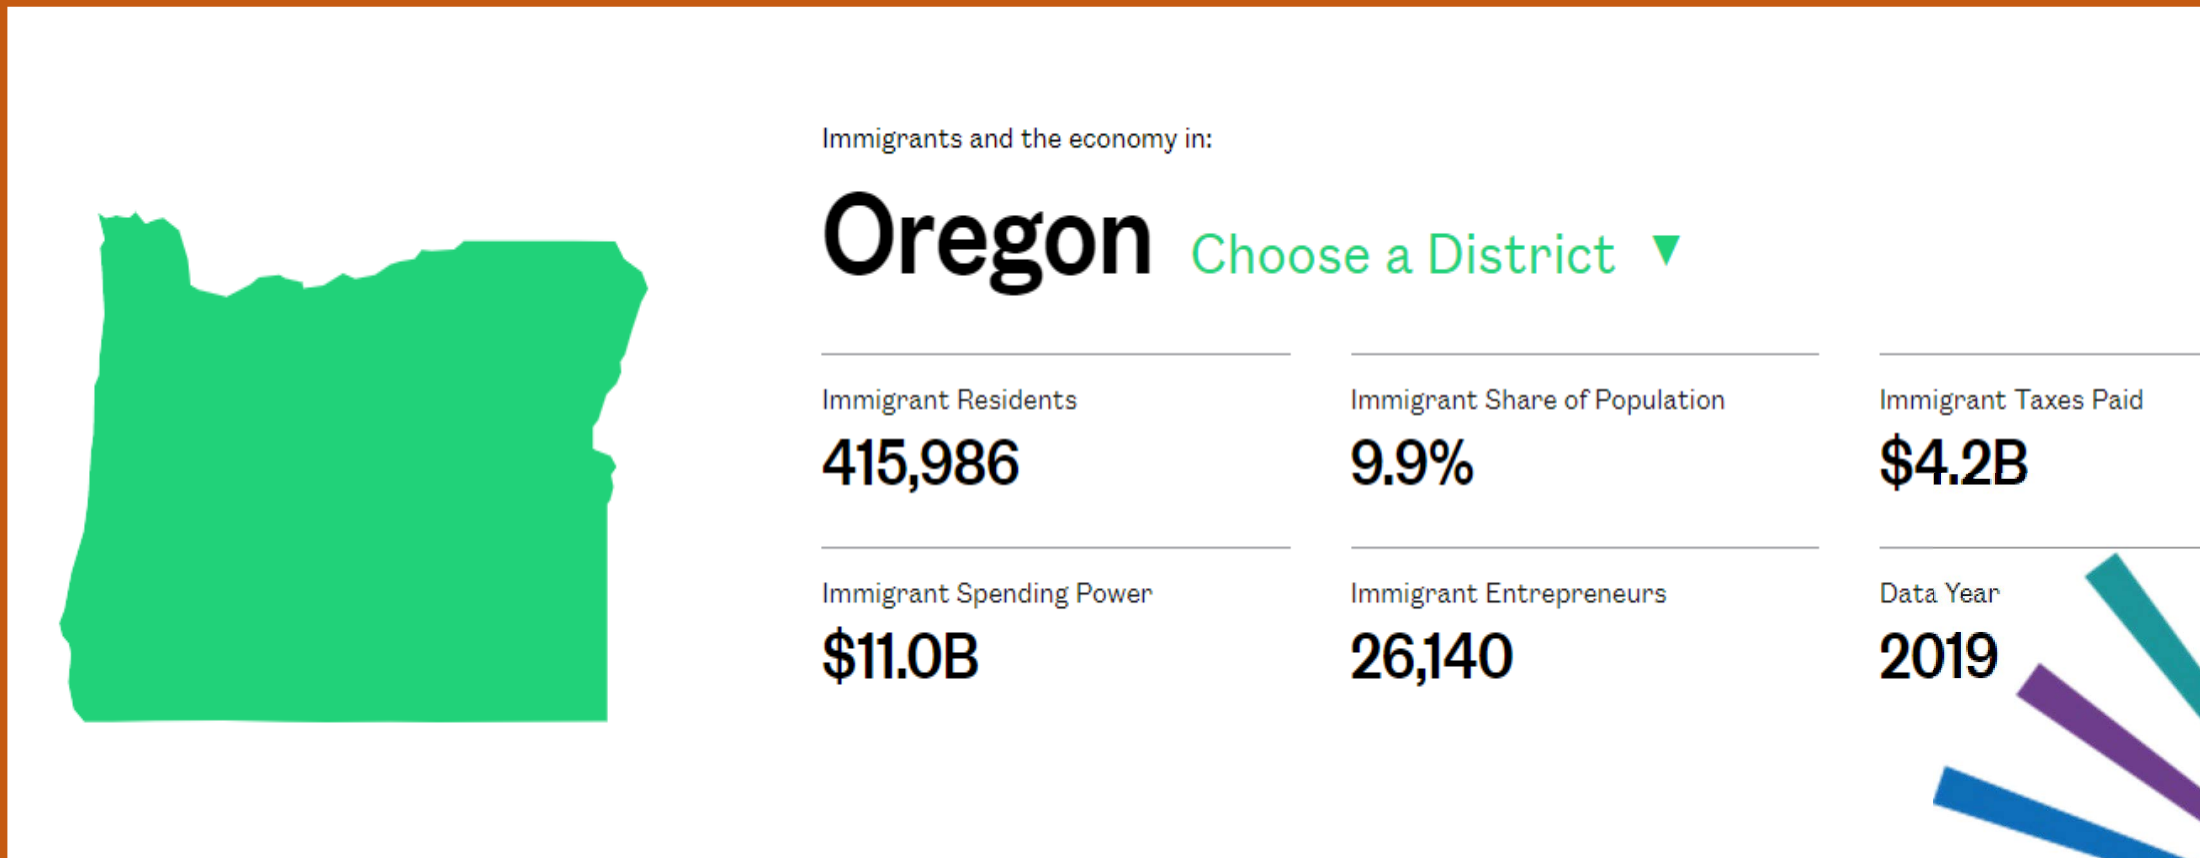 Immigrants and the economy in:
Oregon Choose a District ▼
Immigrant Residents
415,986
Immigrant Share of Population
9.9%
Immigrant Taxes Paid
$4.2B
Immigrant Spending Power
$11.0B
Immigrant Entrepreneurs
26,140
Data Year
2019